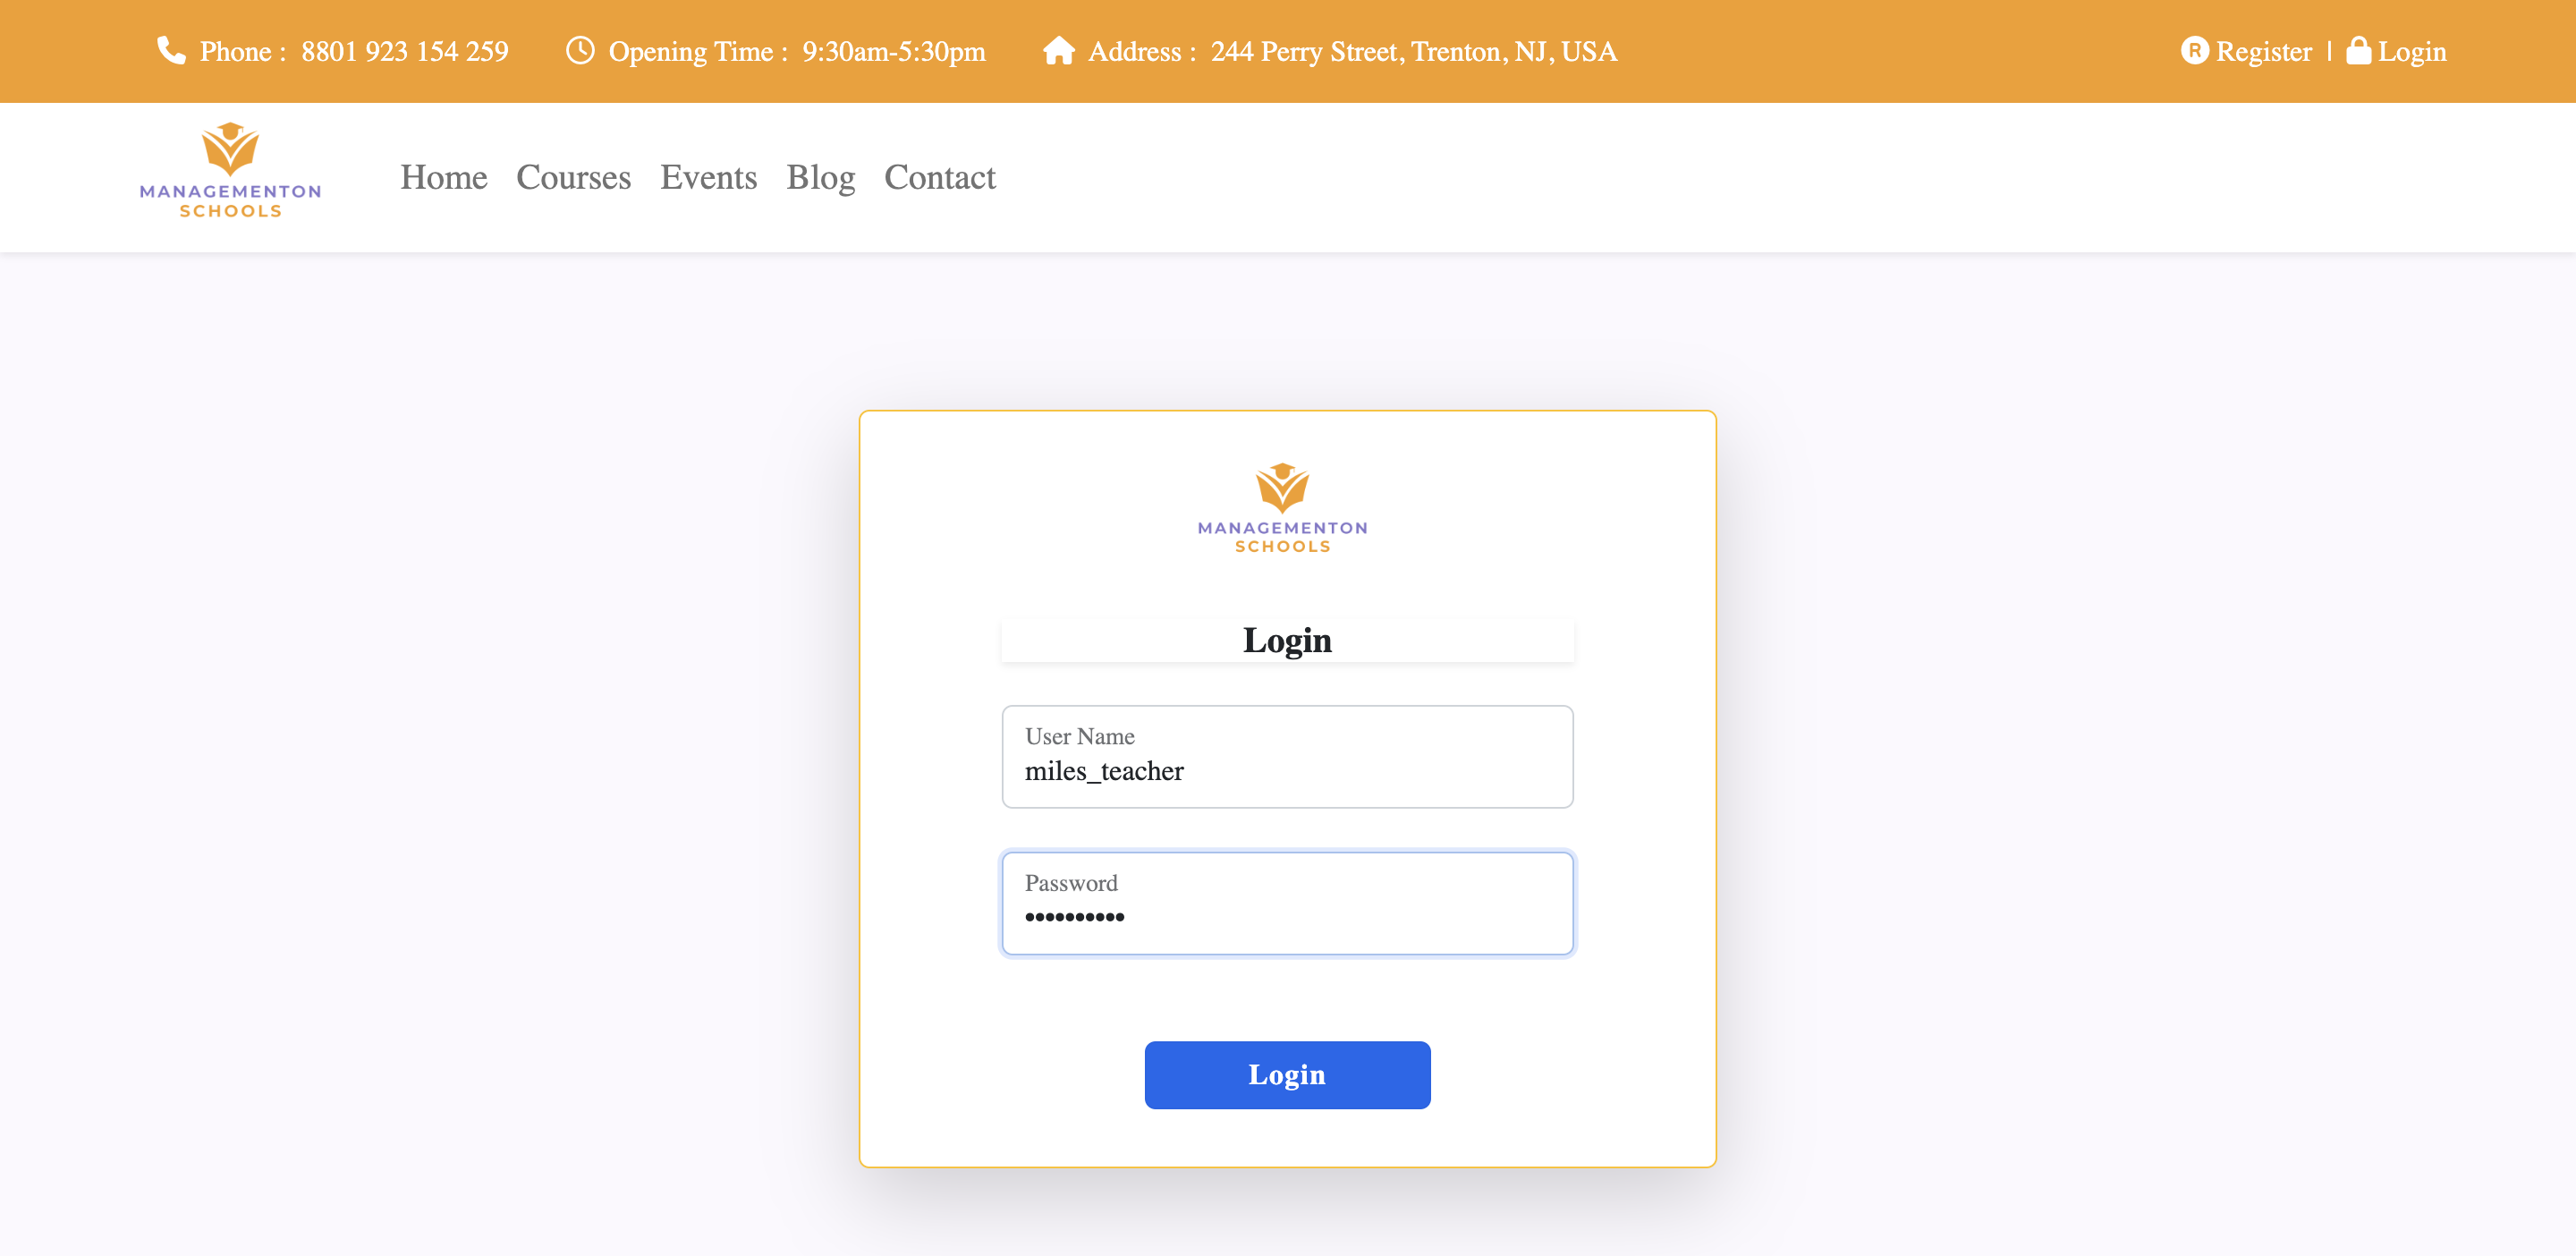 Phone : 8801 923 154 259 Opening Time : 9:30am-5:30pm Address : 244 Perry Street, Trenton, NJ, USA Register | Login
MANAGEMENTON
SCHOOLS
Home Courses Events Blog Contact
MANAGEMENTON
SCHOOLS
Login
User Name
miles_teacher
Password
••••••••••
Login